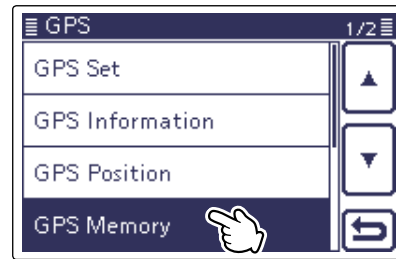 GPS 1/2
GPS Set
GPS Information
GPS Position
GPS Memory